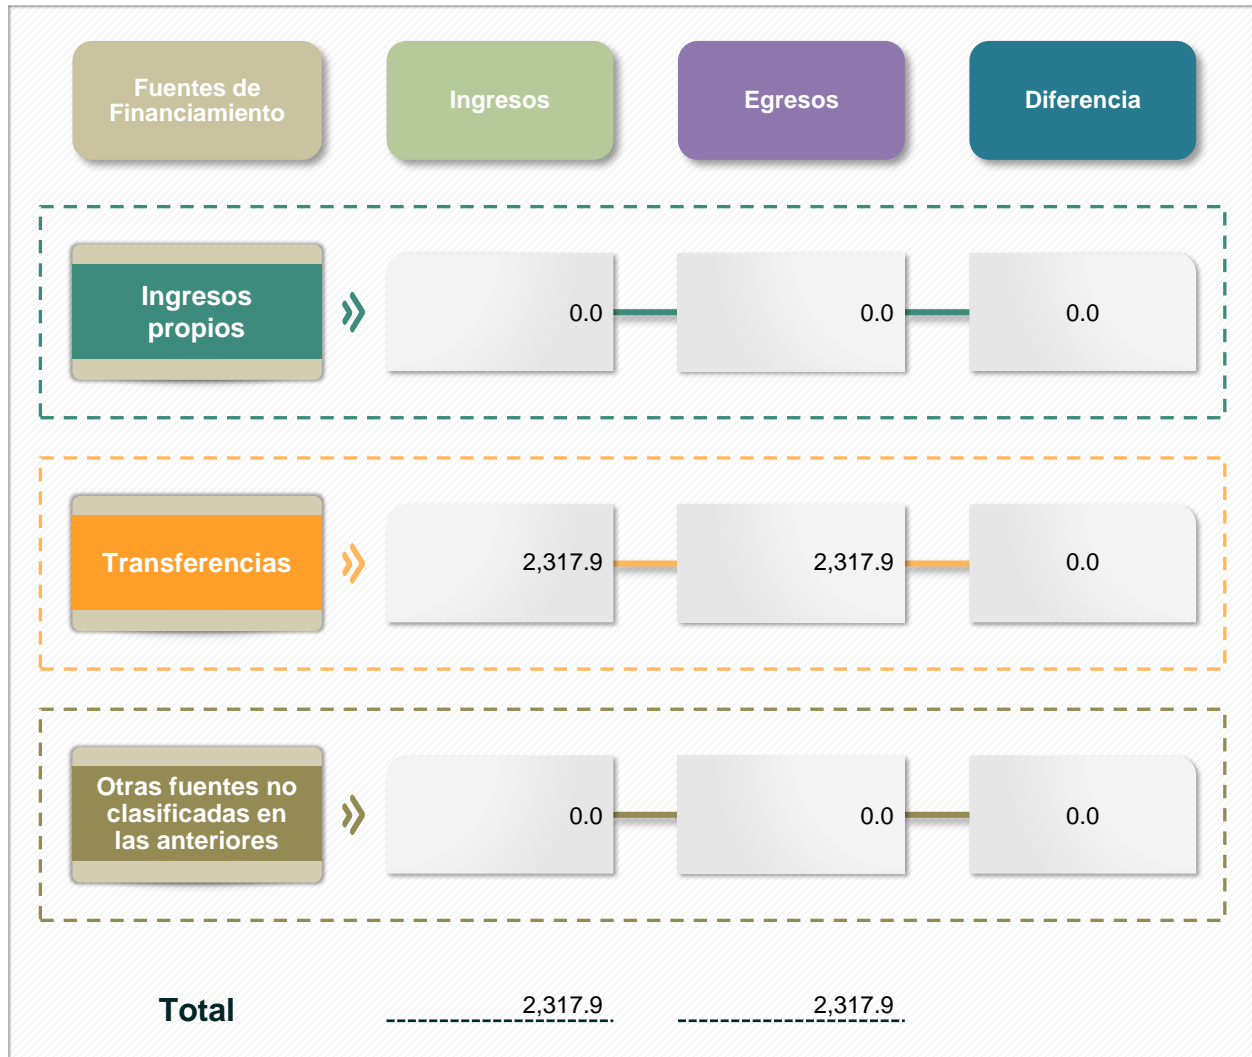 Fuentes de
Financiamiento
Ingresos
Egresos
Diferencia
Ingresos
propios
0.0
0.0
0.0
Transferencias
2,317.9
2,317.9
0.0
Otras fuentes no
clasificadas en
las anteriores
0.0
0.0
0.0
Total
2,317.9
2,317.9